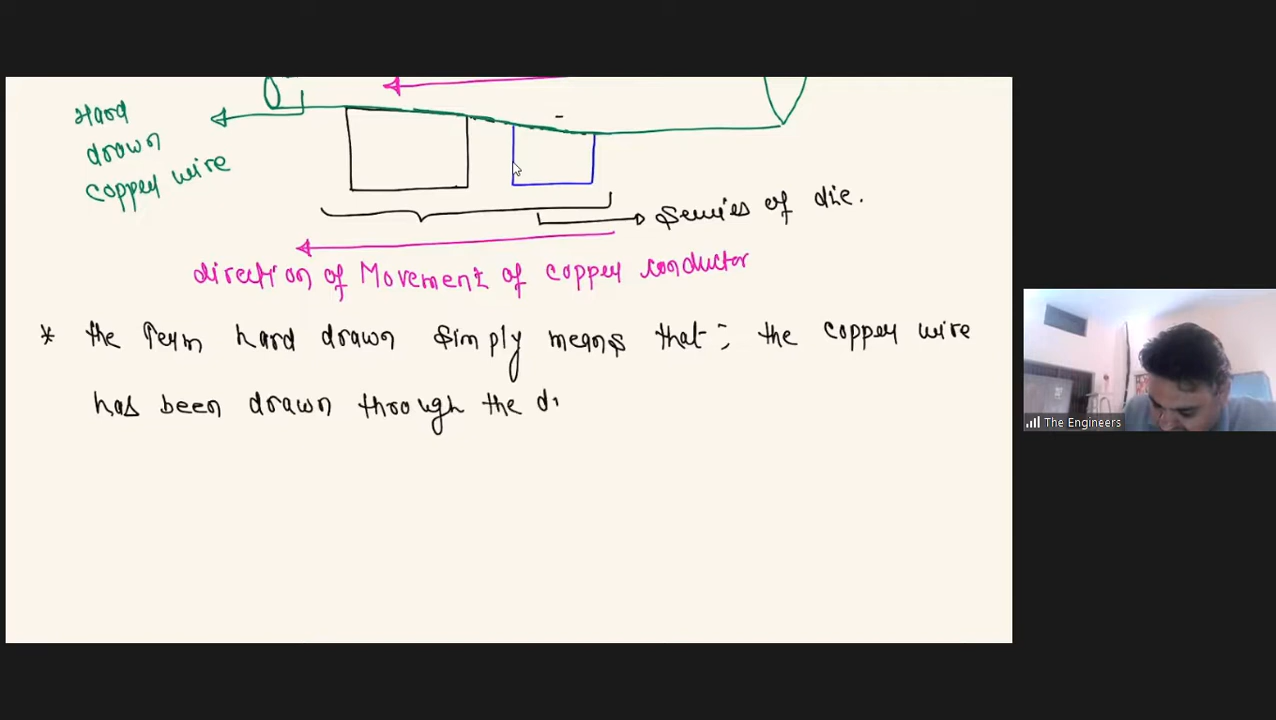 Hard
drawn
copper wire
Series of die.
direction of Movement of copper conductor
* the Term hard drawn simply means that; the copper wire
has been drawn through the di
The Engineers